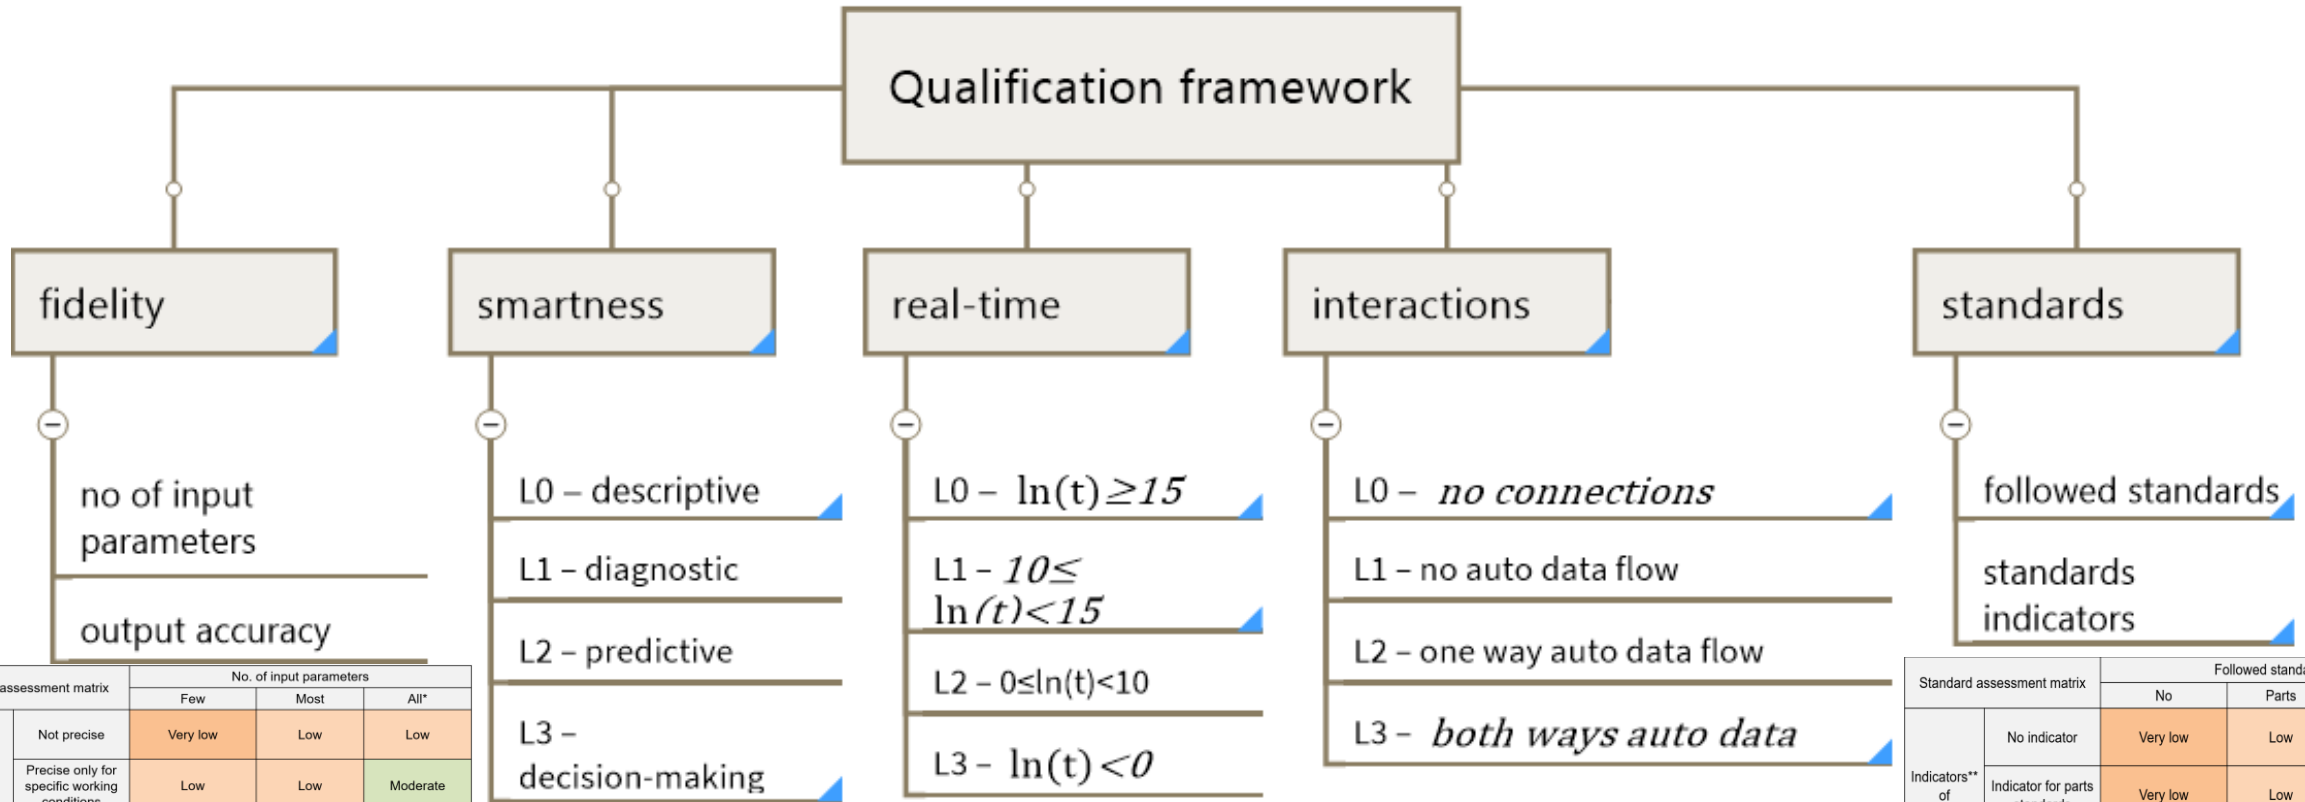 Qualification framework
fidelity
smartness
real-time
interactions
standards
no of input
parameters
output accuracy
L0 – descriptive
L1 – diagnostic
L2 – predictive
L3 –
decision-making
L0 – ln(t) ≥15
L1 – 10≤
ln(t)<15
L2 – 0≤ln(t)<10
L3 – ln(t) <0
L0 – no connections
L1 – no auto data flow
L2 – one way auto data flow
L3 – both ways auto data
followed standards
standards
indicators
assessment matrix
No. of input parameters
Few
Most
All*
Not precise
Very low
Low
Low
Precise only for
specific working
conditions
Low
Low
Moderate
Standard assessment matrix
Followed
No
Parts
Indicators**
of
No indicator
Very low
Low
Indicator for parts
Very low
Low